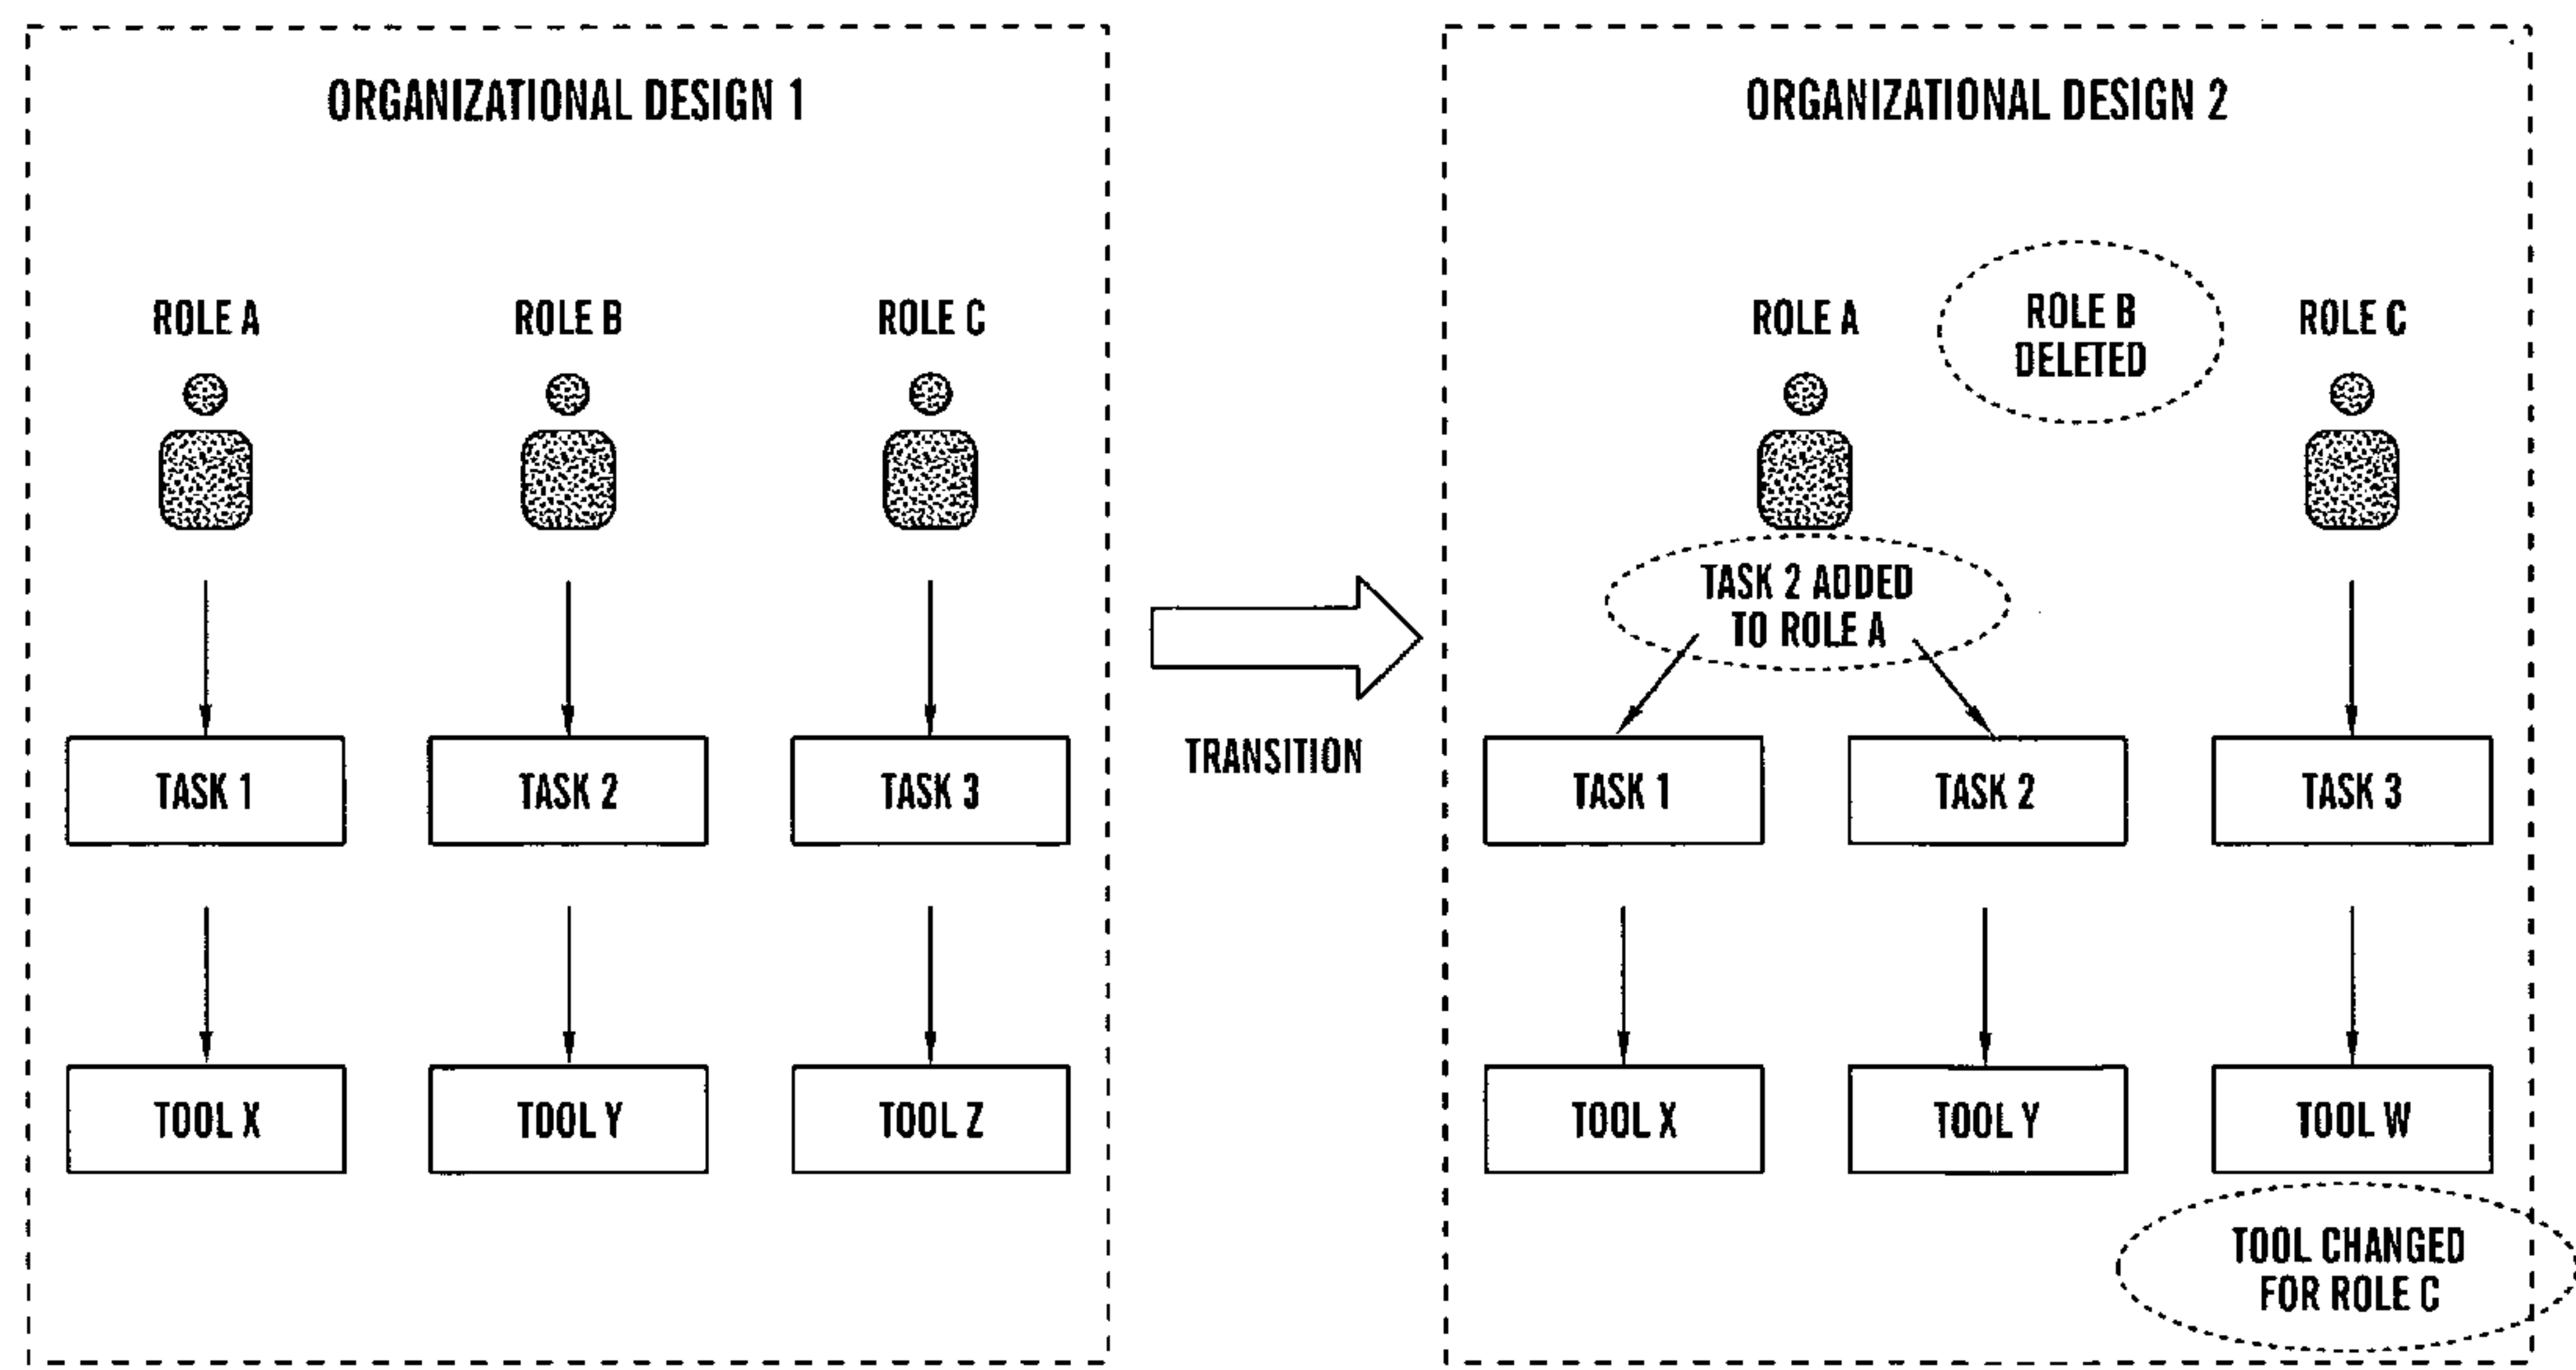 ORGANIZATIONAL DESIGN 1
ROLE A
ROLE B
ROLE C
TASK 1
TASK 2
TASK 3
TOOL X
TOOL Y
TOOL Z
TRANSITION
ORGANIZATIONAL DESIGN 2
ROLE A
ROLE B
DELETED
ROLE C
TASK 2 ADDED
TO ROLE A
TASK 1
TASK 2
TASK 3
TOOL X
TOOL Y
TOOL W
TOOL CHANGED
FOR ROLE C